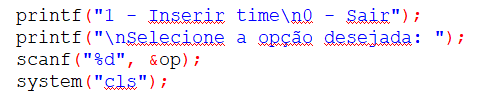 printf("1 - Inserir time\n0 - Sair");
printf("\nSelecione a opção desejada: ");
scanf("%d", &op);
system("cls");